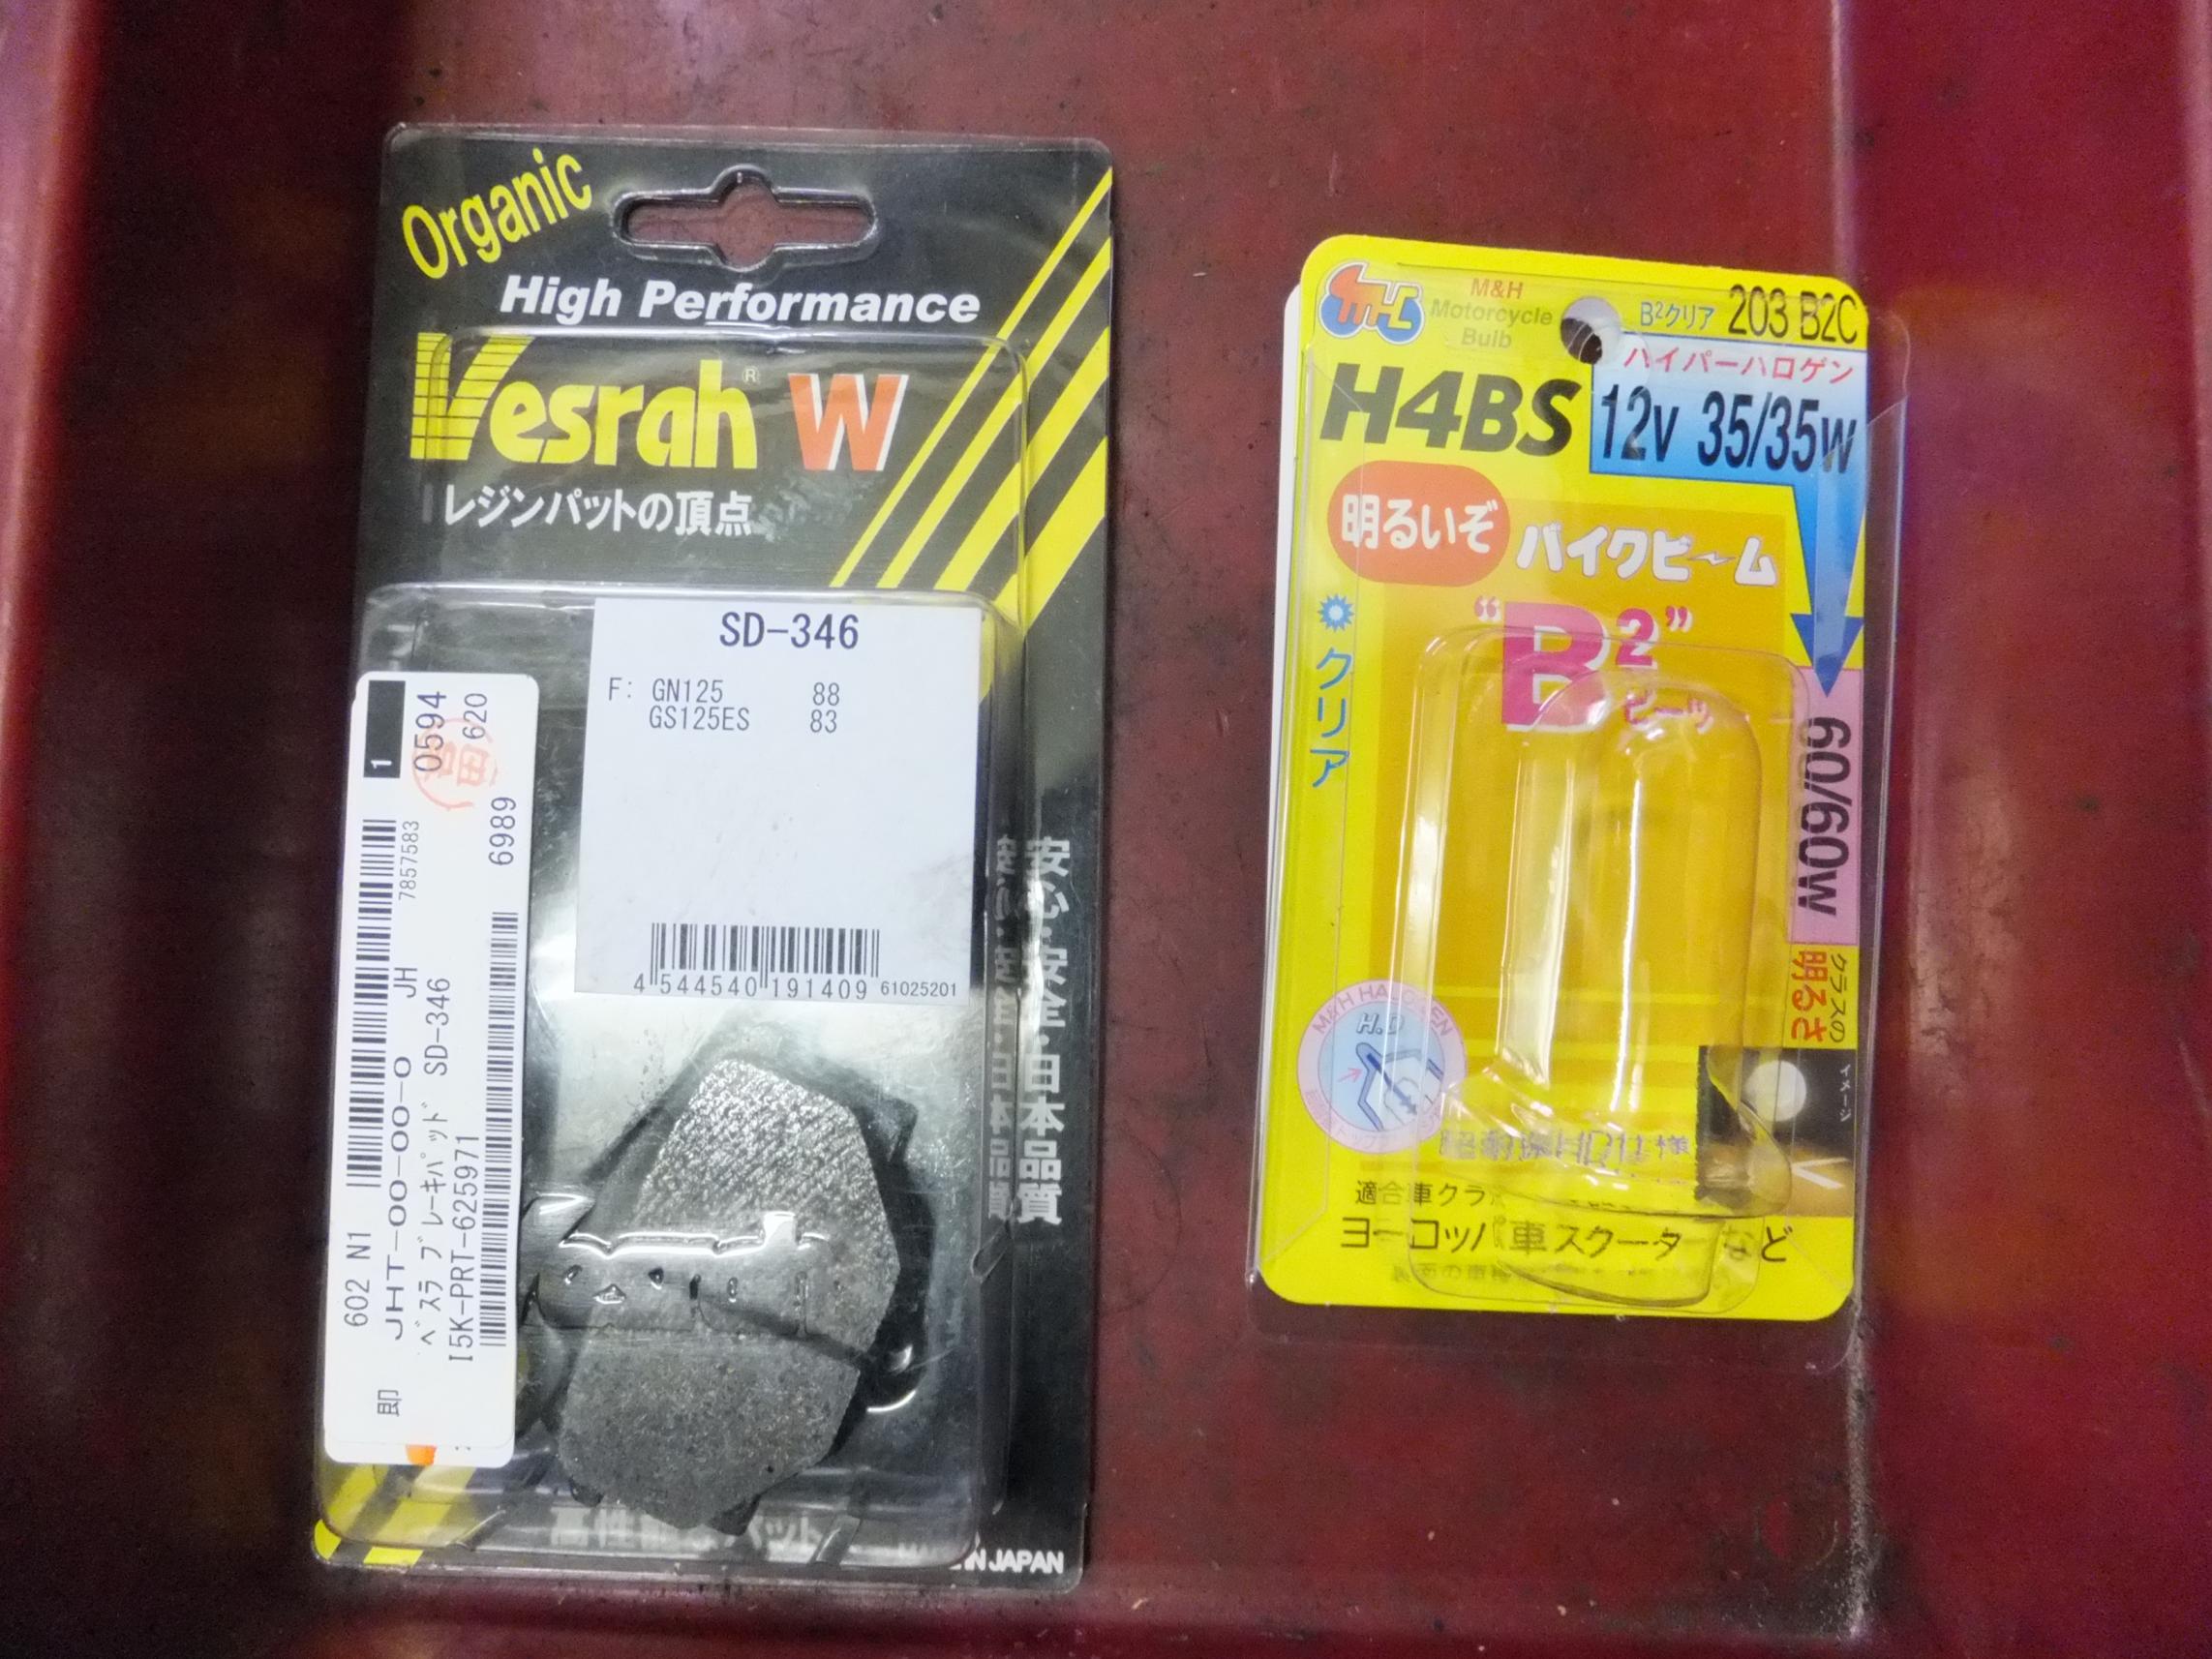 Organic
High Performance
Vesrah® W
レジンパットの頂点
SD-346
F: GN125 88
GS125ES 83
4 544540 191409 61025201
安心・安全・日本品質
IN JAPAN
1
0594
620
6989
7857583
602 N1
JHT-00-00-0 JH
ベスラ ブレーキパッド SD-346
I5K-PRT-625971
即
M&H
Motorcycle
Bulb
B²クリア 203 B2C
ハイパーハロゲン
H4BS
12v 35/35w
明るいぞ
バイクビーム
"B²"
ビーツ
クリア
60/60w
クラスの
明るさ
イメージ
M&H HALOGEN
H.D
適合車クラ
ヨーロッパ車スクーターなど